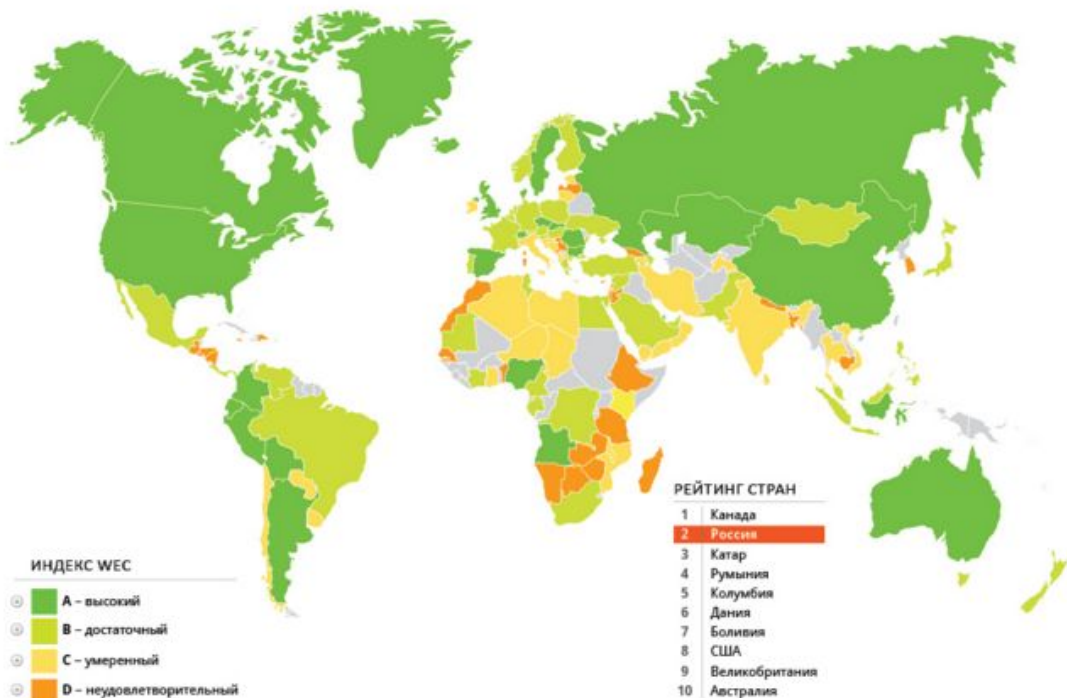 РЕЙТИНГ СТРАН
1 Канада
2 Россия
3 Катар
4 Румыния
5 Колумбия
6 Дания
7 Боливия
8 США
9 Великобритания
10 Австралия
ИНДЕКС WEC
A – высокий
B – достаточный
C – умеренный
D – неудовлетворительный